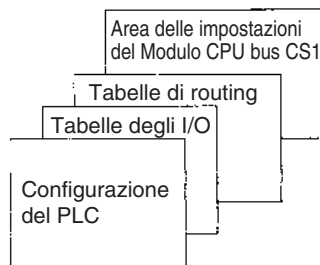 Area delle impostazioni
del Modulo CPU bus CS1
Tabelle di routing
Tabelle degli I/O
Configurazione
del PLC